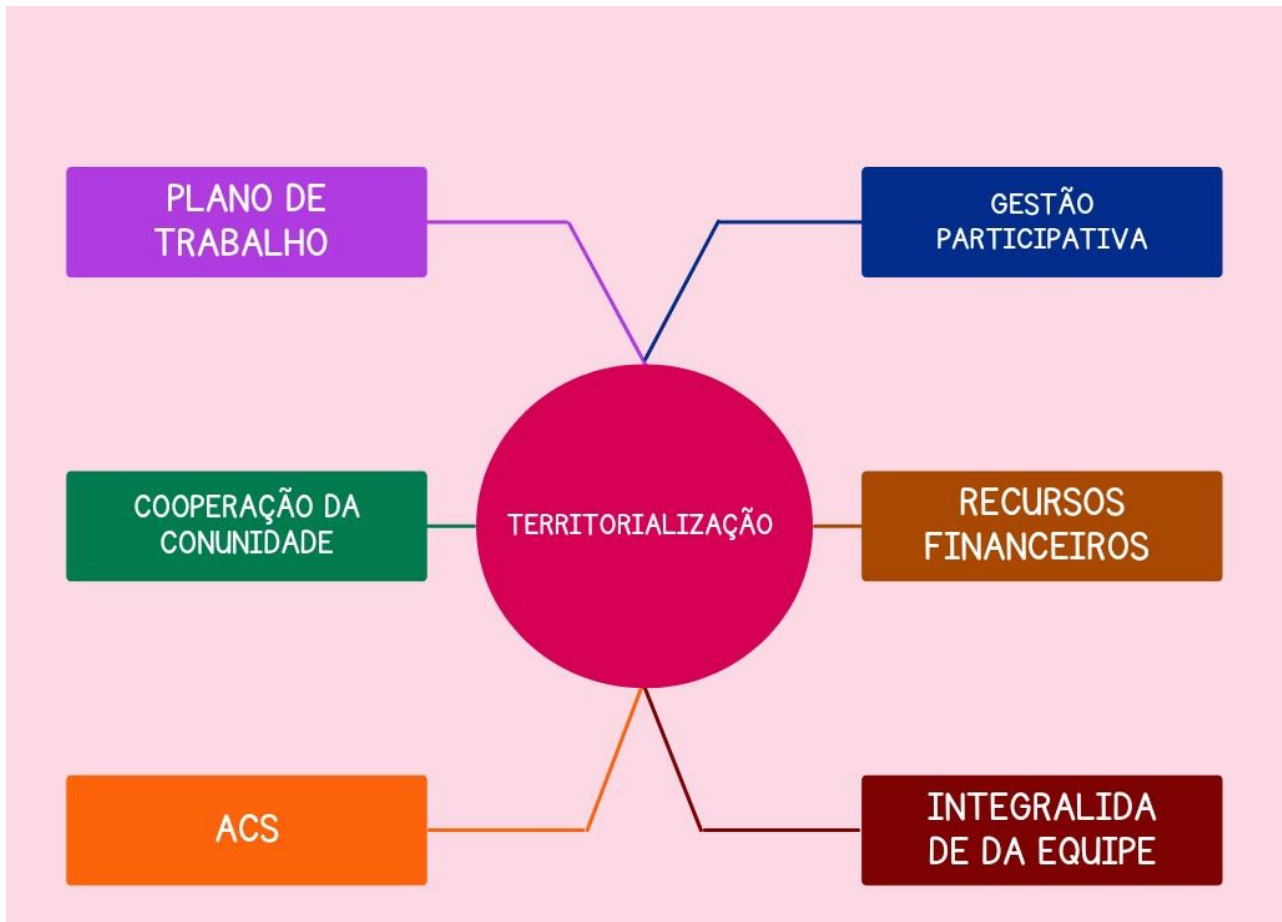 PLANO DE
TRABALHO
GESTÃO
PARTICIPATIVA
COOPERAÇÃO DA
CONUNIDADE
TERRITORIALIZAÇÃO
RECURSOS
FINANCEIROS
ACS
INTEGRALIDA
DE DA EQUIPE